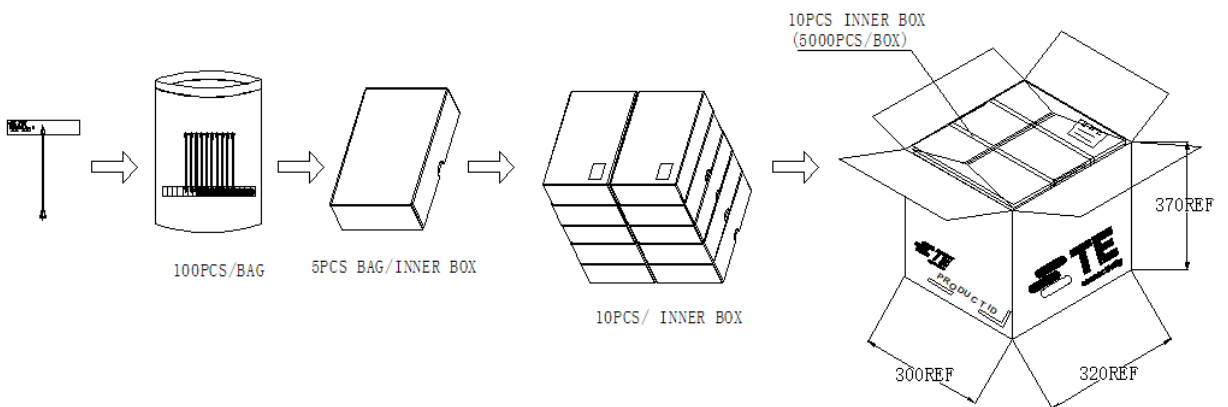 10PCS INNER BOX
(5000PCS/BOX)
100PCS/BAG
5PCS BAG/INNER BOX
10PCS/ INNER BOX
370REF
TE
TE
connectivity
PRODUCT ID
300REF
320REF